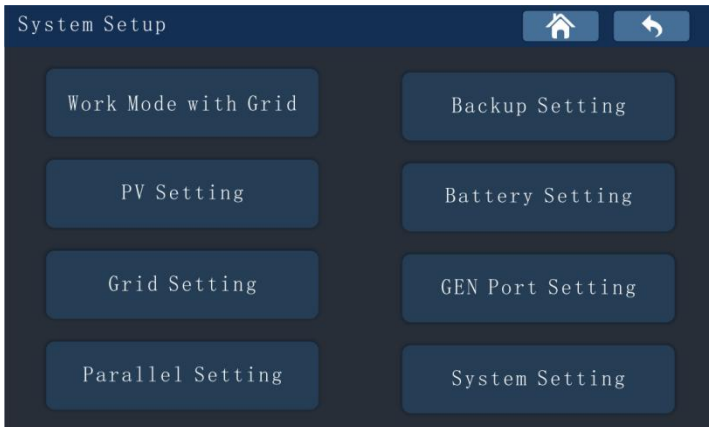 System Setup
Work Mode with Grid
Backup Setting
PV Setting
Battery Setting
Grid Setting
GEN Port Setting
Parallel Setting
System Setting